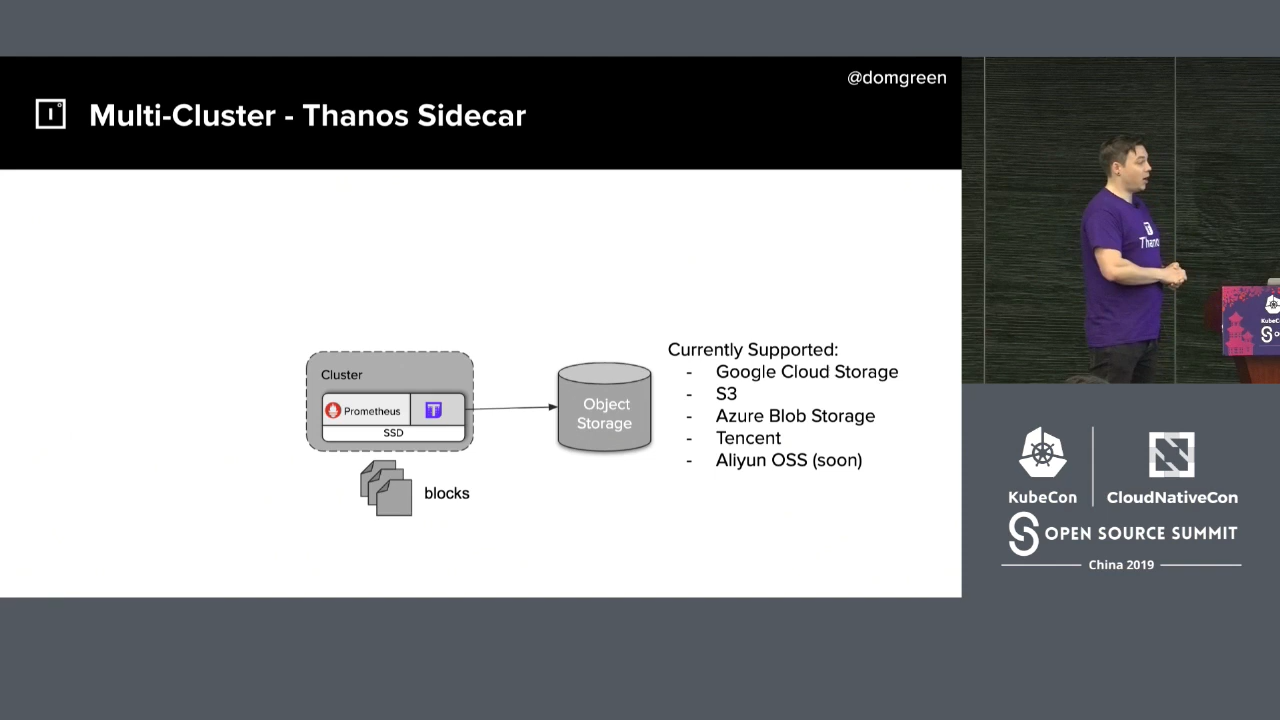 @domgreen
Multi-Cluster - Thanos Sidecar
Cluster
Prometheus
SSD
blocks
Object
Storage
Currently Supported:
- Google Cloud Storage
- S3
- Azure Blob Storage
- Tencent
- Aliyun OSS (soon)
KubeCon
CloudNativeCon
OPEN SOURCE SUMMIT
China 2019